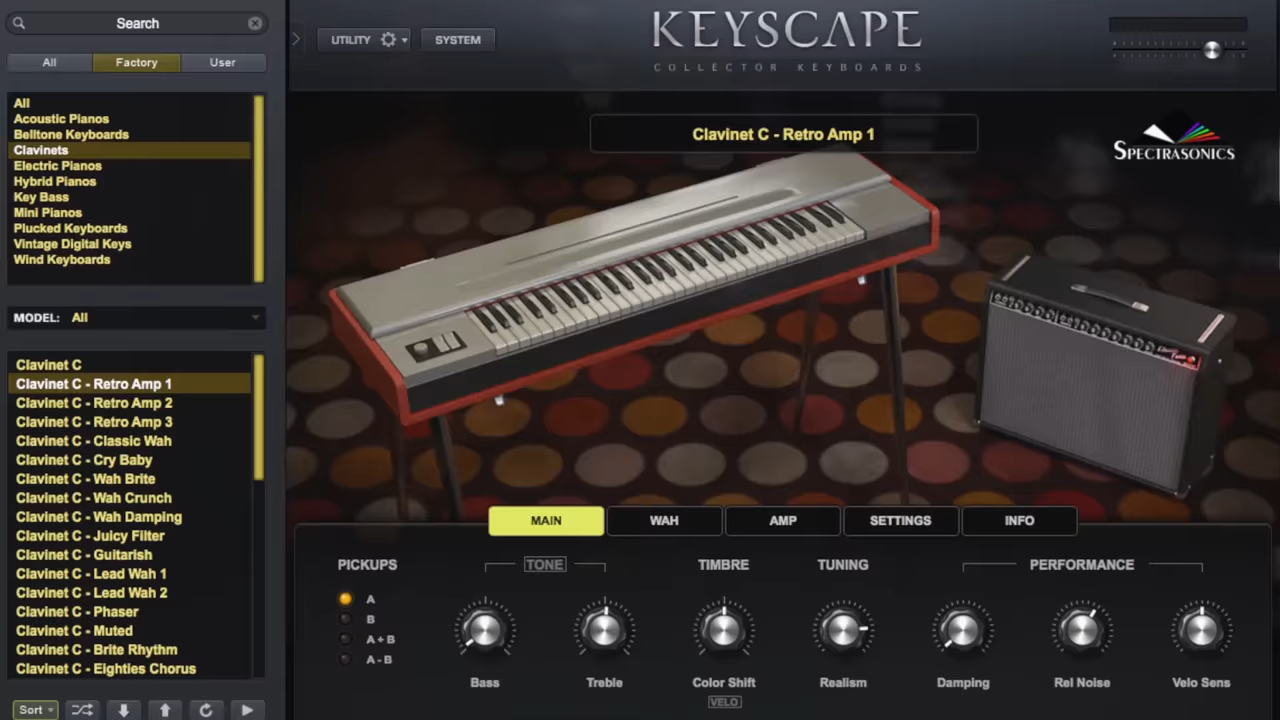 Search
All
Factory
User
All
Acoustic Pianos
Belltone Keyboards
Clavinets
Electric Pianos
Hybrid Pianos
Key Bass
Mini Pianos
Plucked Keyboards
Vintage Digital Keys
Wind Keyboards
MODEL: All
Clavinet C
Clavinet C - Retro Amp 1
Clavinet C - Retro Amp 2
Clavinet C - Retro Amp 3
Clavinet C - Classic Wah
Clavinet C - Cry Baby
Clavinet C - Wah Brite
Clavinet C - Wah Crunch
Clavinet C - Wah Damping
Clavinet C - Juicy Filter
Clavinet C - Guitarish
Clavinet C - Lead Wah 1
Clavinet C - Lead Wah 2
Clavinet C - Phaser
Clavinet C - Muted
Clavinet C - Brite Rhythm
Clavinet C - Eighties Chorus
Sort
UTILITY
SYSTEM
KEYSCAPE
COLLECTOR KEYBOARDS
Clavinet C - Retro Amp 1
SPECTRASONICS
MAIN
WAH
AMP
SETTINGS
INFO
PICKUPS
TONE
TIMBRE
TUNING
PERFORMANCE
A
B
A + B
A - B
Bass
Treble
Color Shift
Realism
Damping
Rel Noise
Velo Sens
VELO